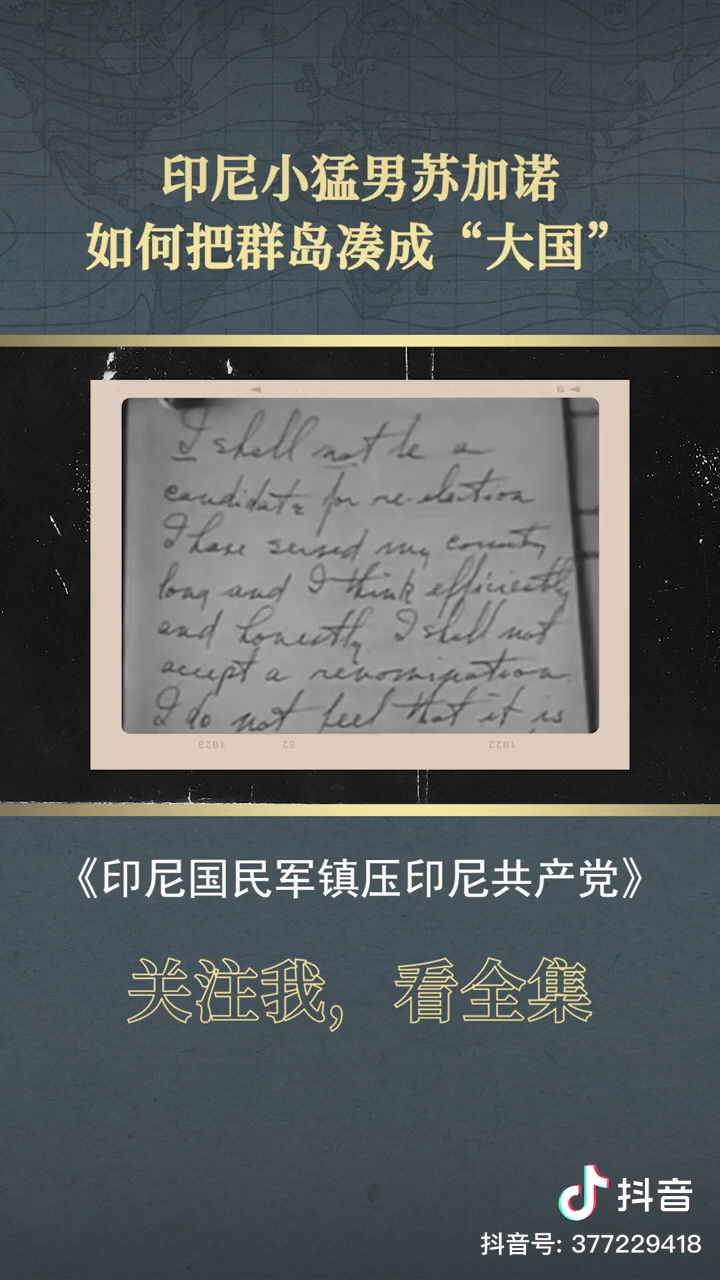 印尼小猛男苏加诺
如何把群岛凑成“大国”
I shall not be a
candidate for re-election
I have served my country
long and I think efficiently
and honestly I shall not
accept a renomination.
I do not feel that it is
1823
52
1822
《印尼国民军镇压印尼共产党》
关注我，看全集
抖音
抖音号: 377229418